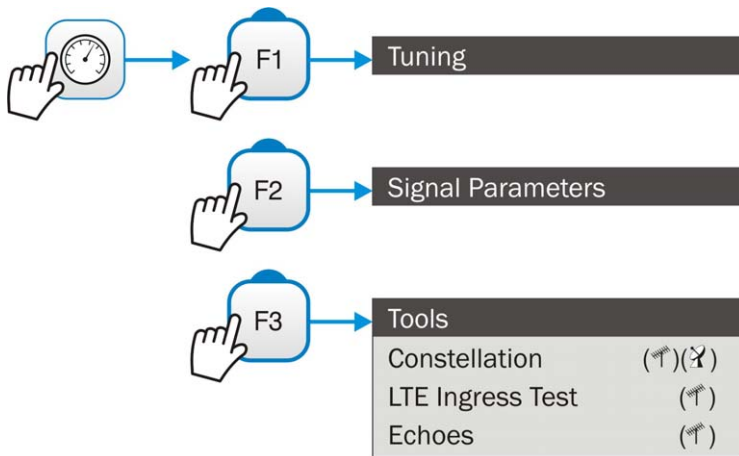 F1
Tuning
F2
Signal Parameters
F3
Tools
Constellation ( )( )
LTE Ingress Test ( )
Echoes ( )